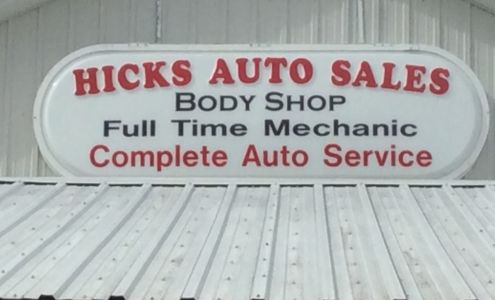 HICKS AUTO SALES
BODY SHOP
Full Time Mechanic
Complete Auto Service